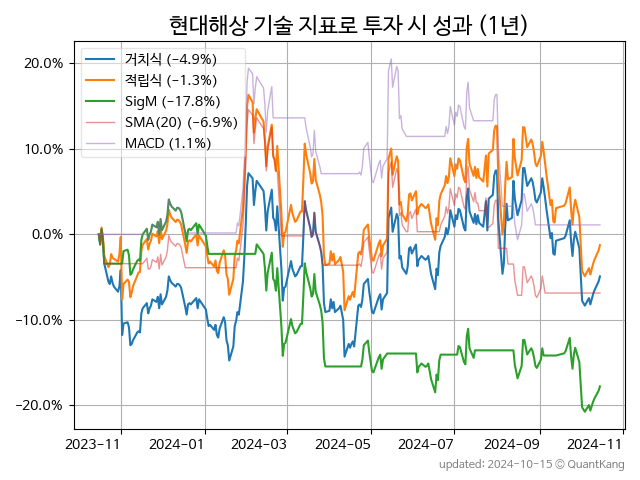 현대해상 기술 지표로 투자 시 성과 (1년)
거치식 (−4.9%)
적립식 (−1.3%)
SigM (−17.8%)
SMA(20) (−6.9%)
MACD (1.1%)
20.0%
10.0%
0.0%
−10.0%
−20.0%
2023-11 2024-01 2024-03 2024-05 2024-07 2024-09 2024-11
updated: 2024-10-15 © QuantKang